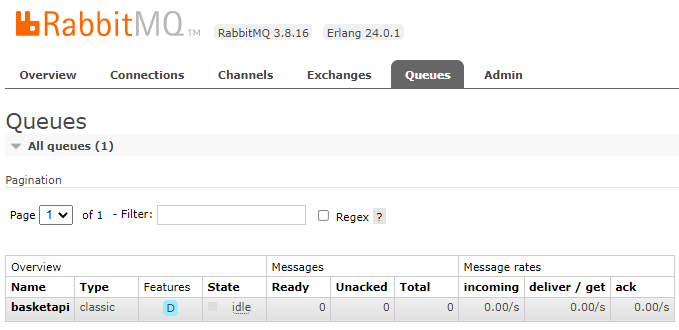 RabbitMQ TM RabbitMQ 3.8.16 Erlang 24.0.1
Overview Connections Channels Exchanges Queues Admin
Queues
All queues (1)
Pagination
Page 1 of 1 - Filter: Regex ?
Overview Messages Message rates
Name Type Features State Ready Unacked Total incoming deliver / get ack
basketapi classic D idle 0 0 0 0.00/s 0.00/s 0.00/s